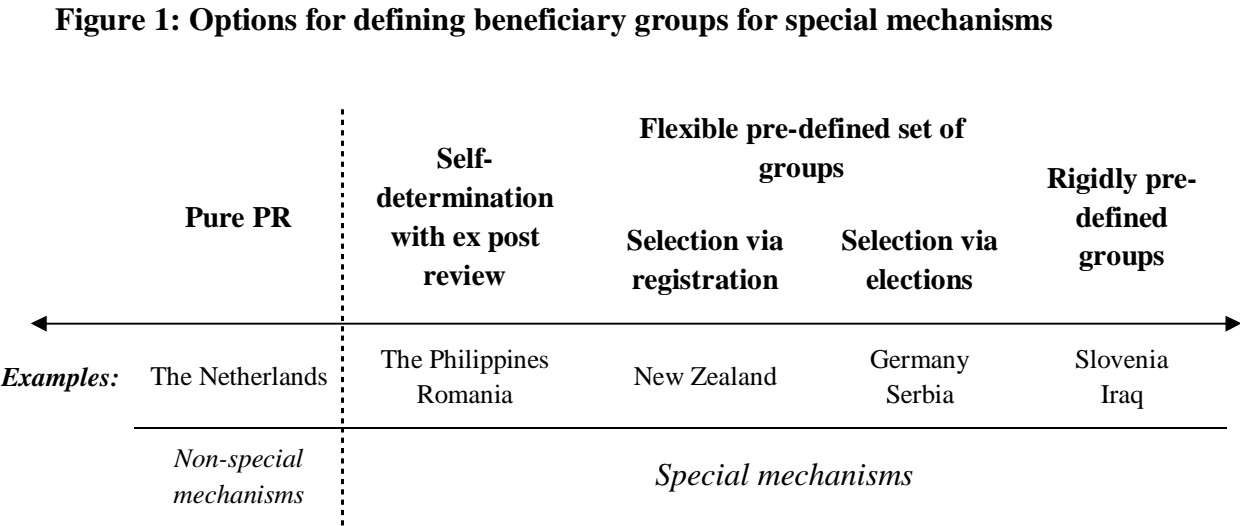 Figure 1: Options for defining beneficiary groups for special mechanisms
Pure PR
Self-
determination
with ex post
review
Flexible pre-defined set of
groups
Selection via
registration
Selection via
elections
Rigidly pre-
defined
groups
Examples:
The Netherlands
The Philippines
Romania
New Zealand
Germany
Serbia
Slovenia
Iraq
Non-special
mechanisms
Special mechanisms